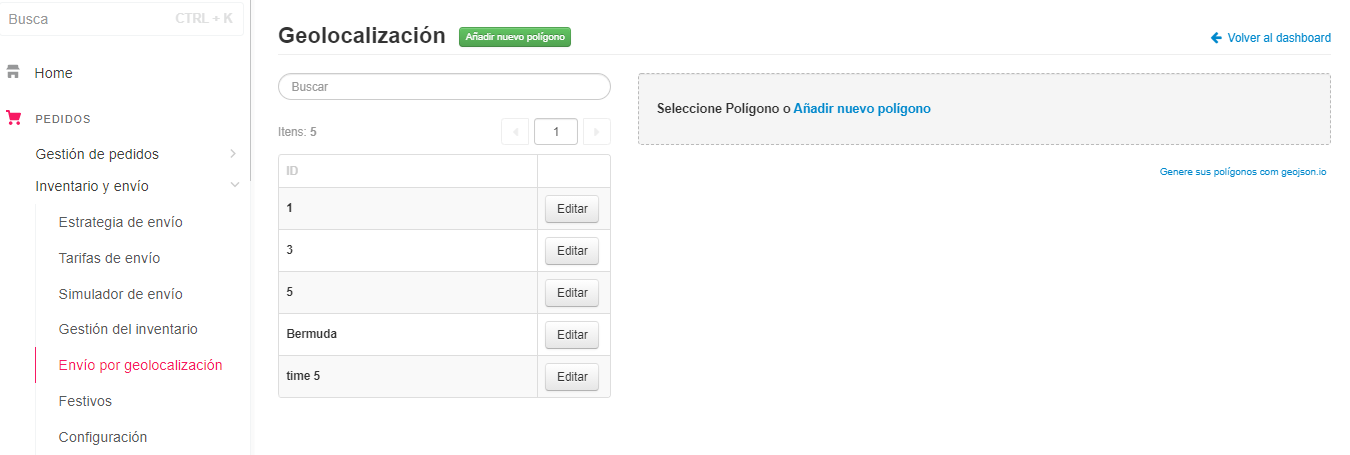 Busca CTRL + K
Home
PEDIDOS
Gestión de pedidos
Inventario y envío
Estrategia de envío
Tarifas de envío
Simulador de envío
Gestión del inventario
Envío por geolocalización
Festivos
Configuración
Geolocalización Añadir nuevo polígono
Volver al dashboard
Buscar
Itens: 5 1
ID
1 Editar
3 Editar
5 Editar
Bermuda Editar
time 5 Editar
Seleccione Polígono o Añadir nuevo polígono
Genere sus polígonos com geojson.io